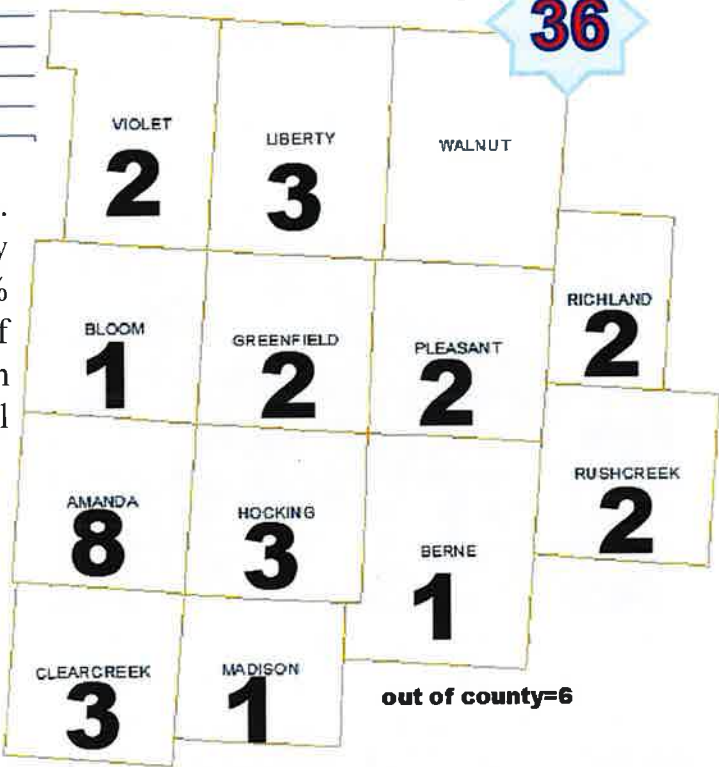 36
VIOLET
2
LIBERTY
3
WALNUT
RICHLAND
2
BLOOM
1
GREENFIELD
2
PLEASANT
2
AMANDA
8
HOCKING
3
BERNE
1
RUSHCREEK
2
CLEARCREEK
3
MADISON
1
out of county=6